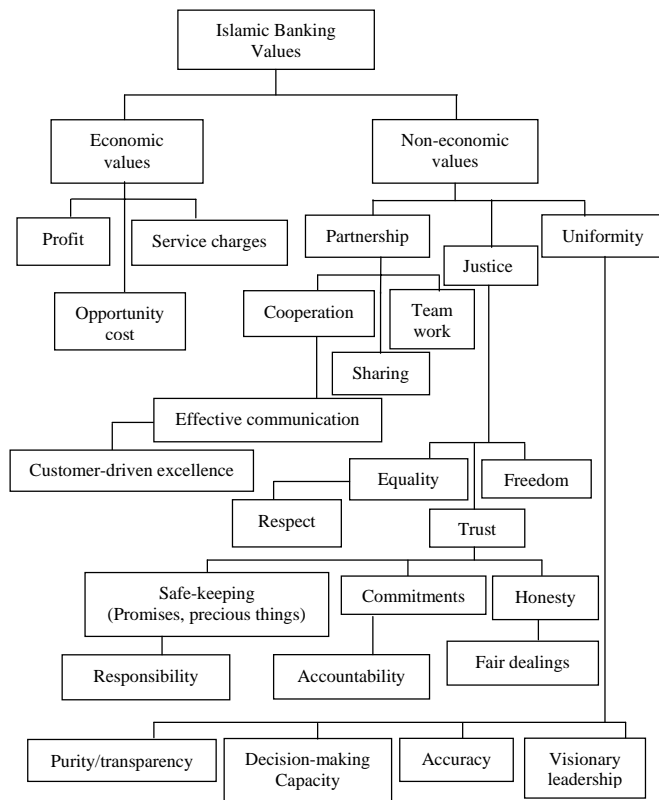 Islamic Banking
Values
Economic
values
Non-economic
values
Profit
Service charges
Partnership
Uniformity
Justice
Opportunity
cost
Cooperation
Team
work
Sharing
Effective communication
Customer-driven excellence
Equality
Freedom
Respect
Trust
Safe-keeping
(Promises, precious things)
Commitments
Honesty
Responsibility
Accountability
Fair dealings
Purity/transparency
Decision-making
Capacity
Accuracy
Visionary
leadership